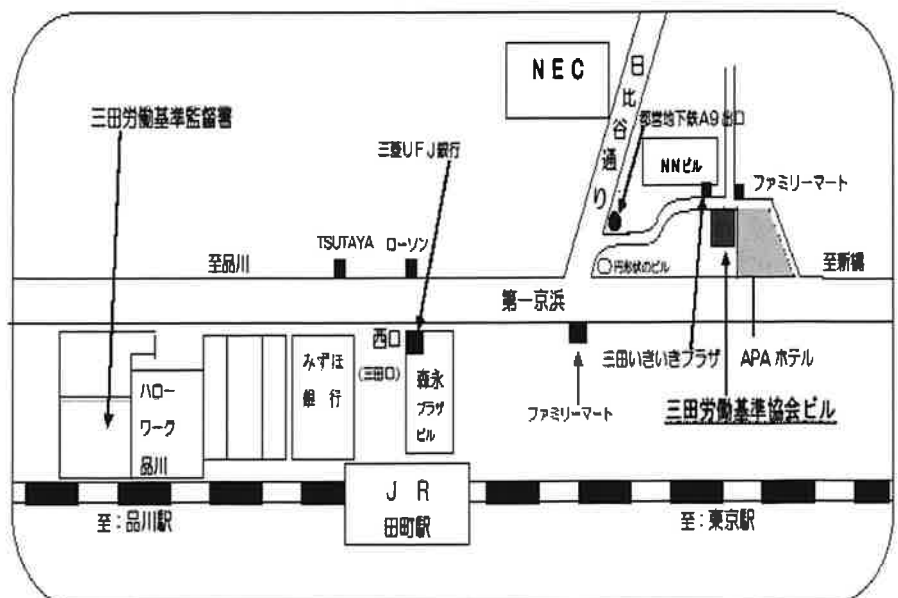 NEC
日比谷通り
三田労働基準監督署
都営地下鉄A9出口
三菱UFJ銀行
NNビル
ファミリーマート
TSUTAYA ローソン
至品川
円形状のビル
至新橋
第一京浜
西口
(三田口)
みずほ
銀行
森永
プラザ
ビル
三田いきいきプラザ
APAホテル
ハロー
ワーク
品川
ファミリーマート
三田労働基準協会ビル
JR
田町駅
至:品川駅
至:東京駅